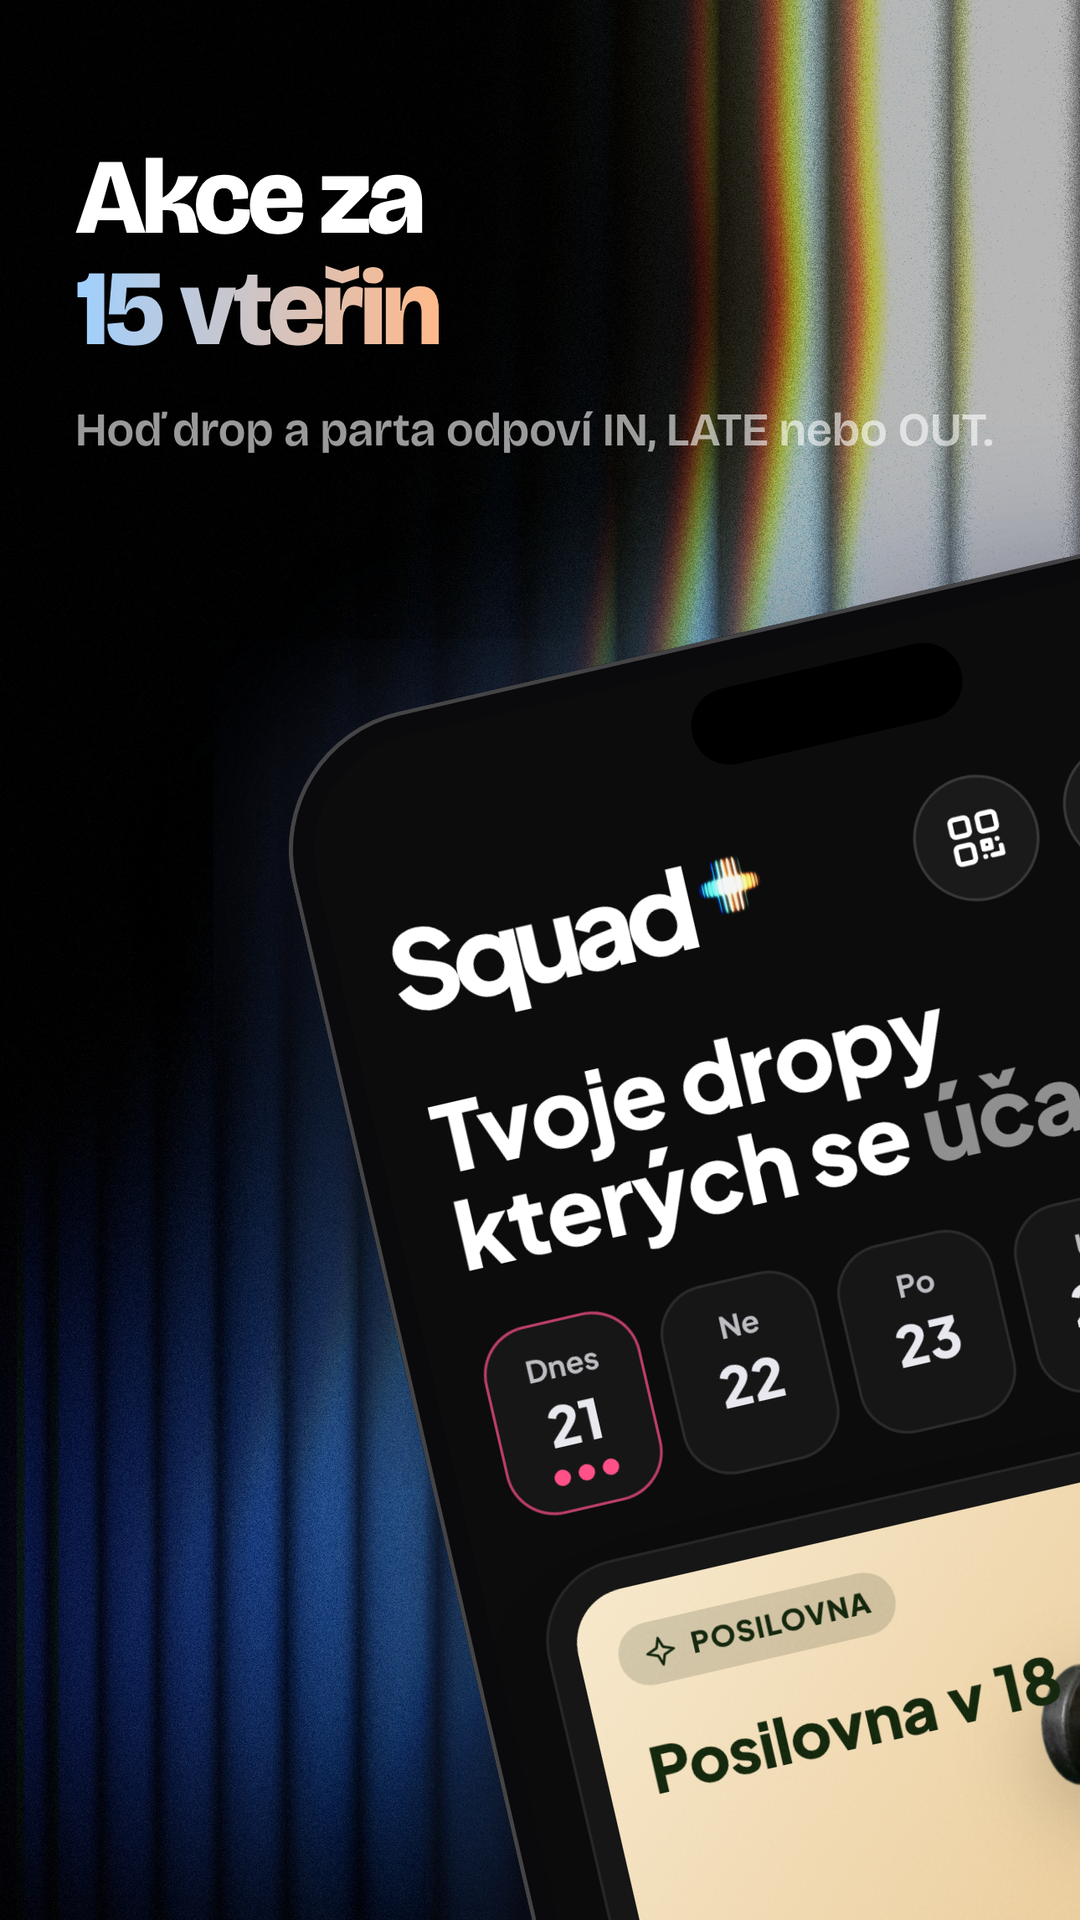 Akce za
15 vteřin
Hoď drop a parta odpoví IN, LATE nebo OUT.
Squad
Tvoje dropy
kterých se
Dnes
21
Ne
22
Po
23
POSILOVNA
Posilovna v 18